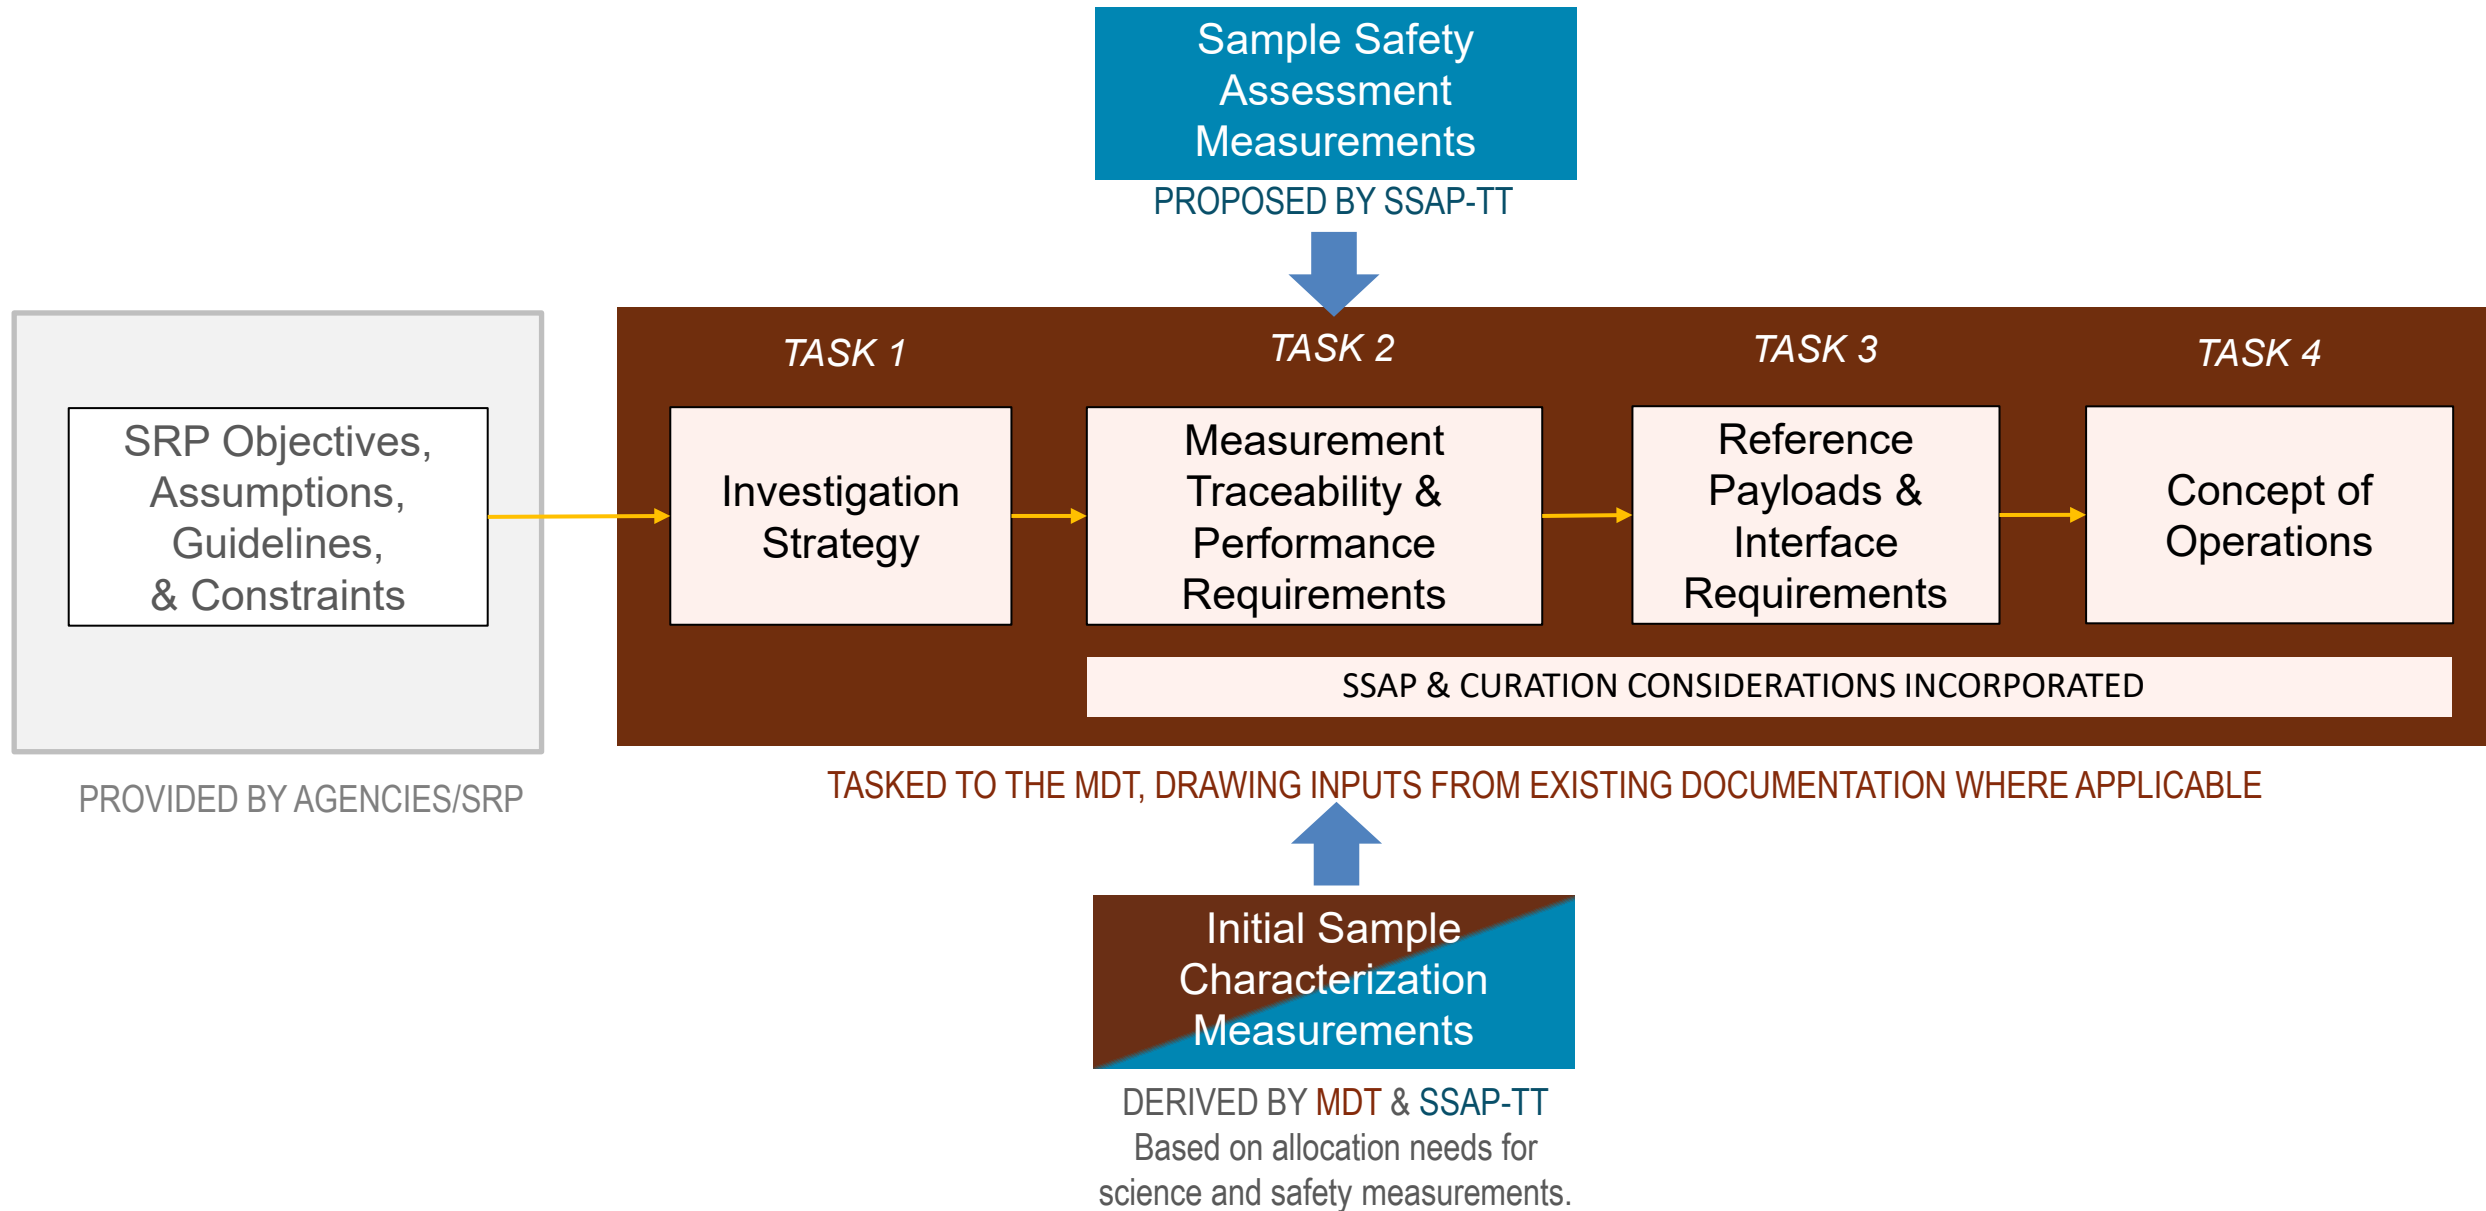 Sample Safety
Assessment
Measurements
PROPOSED BY SSAP-TT
SRP Objectives,
Assumptions,
Guidelines,
& Constraints
PROVIDED BY AGENCIES/SRP
TASK 1
Investigation
Strategy
TASK 2
Measurement
Traceability &
Performance
Requirements
TASK 3
Reference
Payloads &
Interface
Requirements
TASK 4
Concept of
Operations
SSAP & CURATION CONSIDERATIONS INCORPORATED
TASKED TO THE MDT, DRAWING INPUTS FROM EXISTING DOCUMENTATION WHERE APPLICABLE
Initial Sample
Characterization
Measurements
DERIVED BY MDT & SSAP-TT
Based on allocation needs for
science and safety measurements.